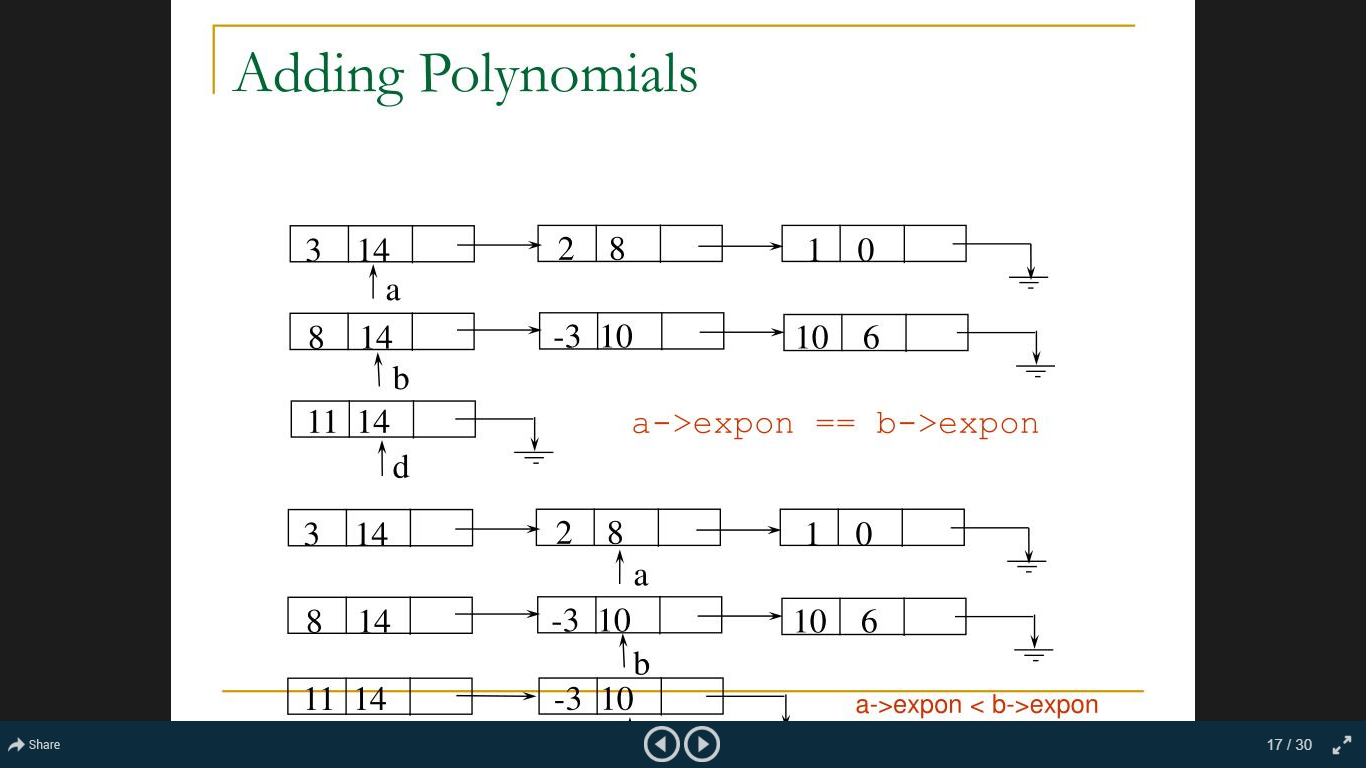 Adding Polynomials
3 14 2 8 1 0
a
8 14 -3 10 10 6
b
11 14 a->expon == b->expon
d
3 14 2 8 1 0
a
8 14 -3 10 10 6
b
11 14 -3 10 a->expon < b->expon
Share 17 / 30